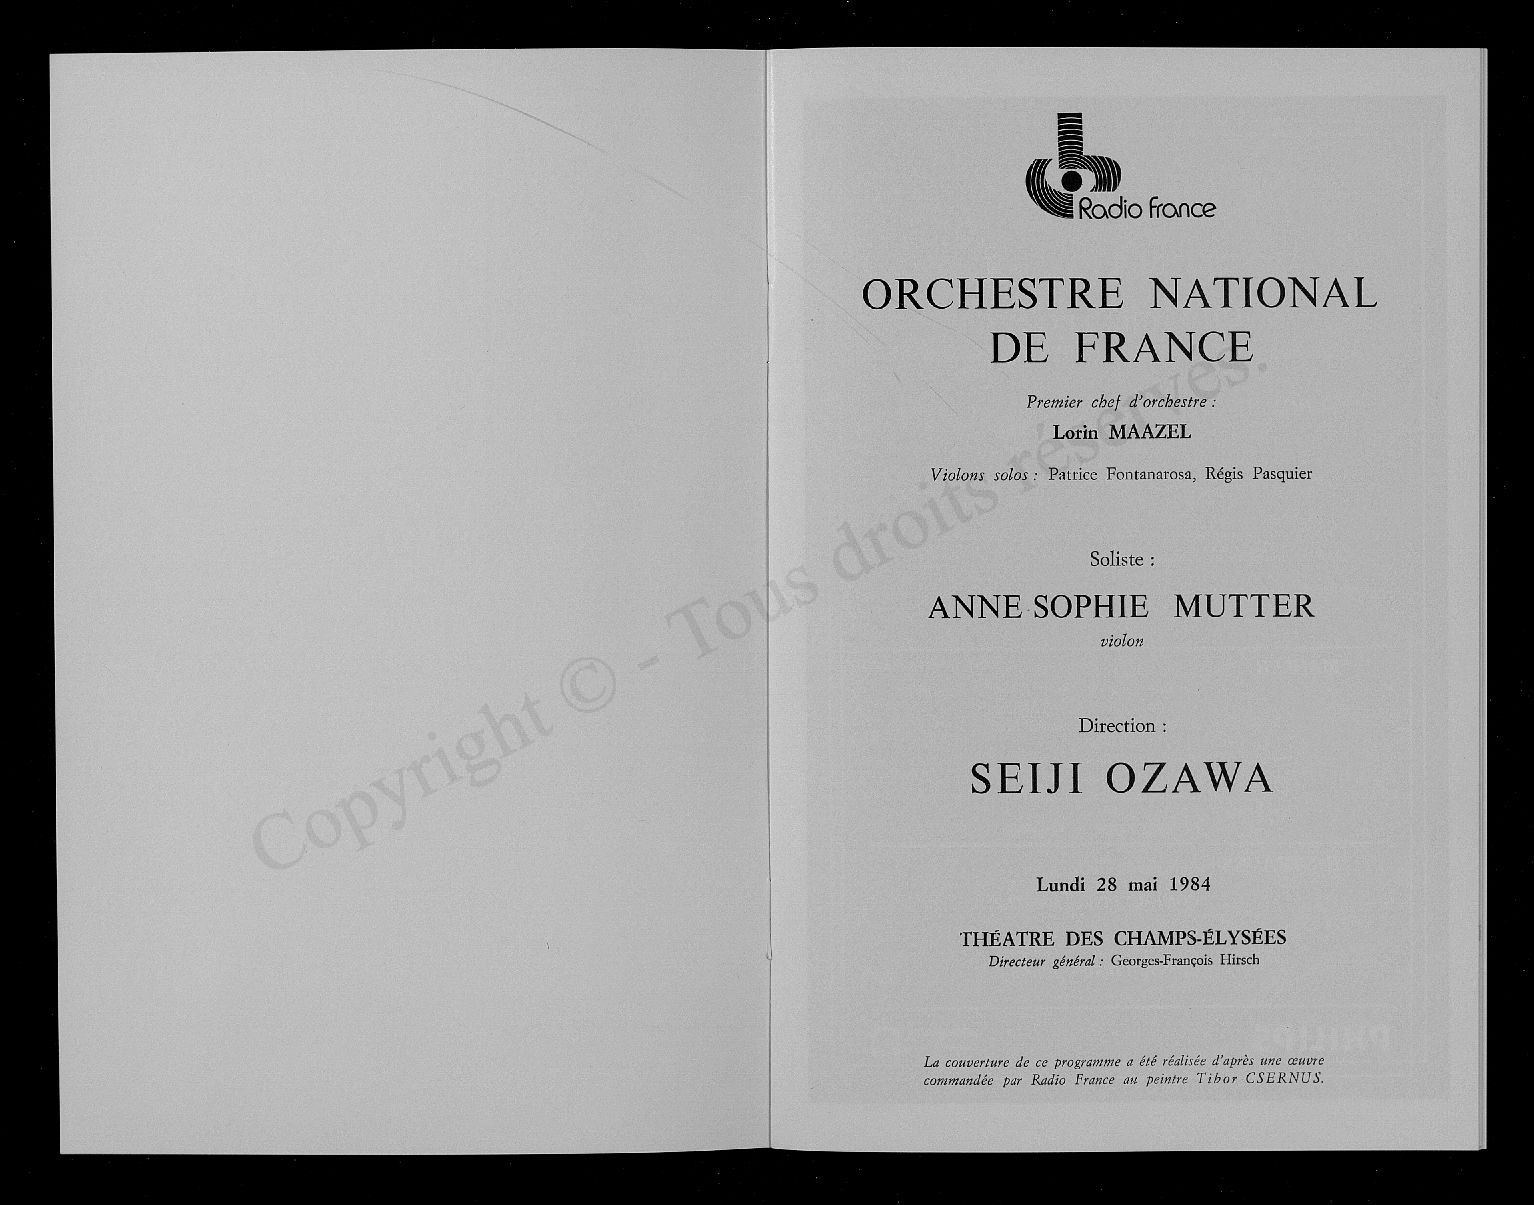 Radio France
ORCHESTRE NATIONAL
DE FRANCE
Premier chef d'orchestre :
Lorin MAAZEL
Violons solos : Patrice Fontanarosa, Régis Pasquier
Soliste :
ANNE-SOPHIE MUTTER
violon
Direction :
SEIJI OZAWA
Lundi 28 mai 1984
THÉATRE DES CHAMPS-ÉLYSÉES
Directeur général : Georges-François Hirsch
La couverture de ce programme a été réalisée d'après une œuvre
commandée par Radio France au peintre Tibor CSERNUS.
Copyright © - Tous droits réservés.